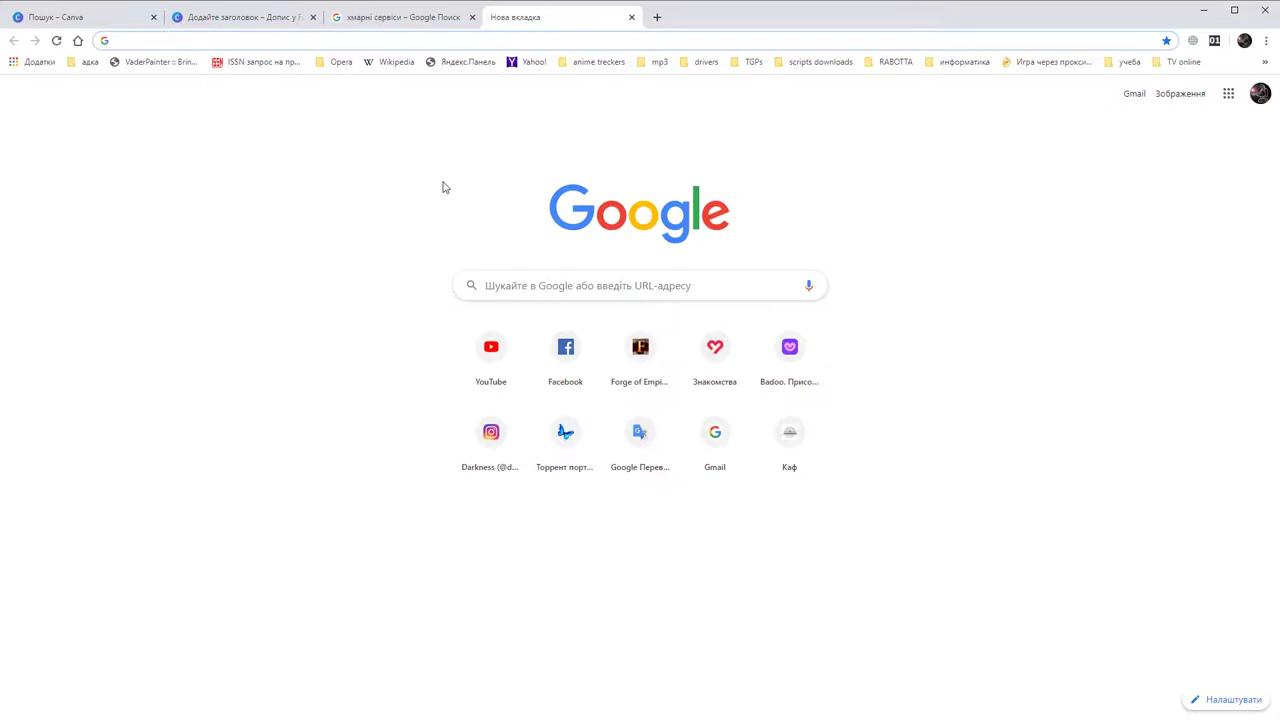 Пошук – Canva
Додайте заголовок – Допис у F
хмарні сервіси – Google Поиск
Нова вкладка
Додатки
адка
VaderPainter :: Brin...
ISSN запрос на пр...
Opera
Wikipedia
Яндекс.Панель
Yahoo!
anime treckers
mp3
drivers
TGPs
scripts downloads
RABOTTA
информатика
Игра через прокси...
учеба
TV online
»
Gmail
Зображення
Google
Шукайте в Google або введіть URL-адресу
YouTube
Facebook
Forge of Empi...
Знакомства
Badoo. Присо...
Darkness (@d...
Торрент порт...
Google Перев...
Gmail
Каф
Налаштувати